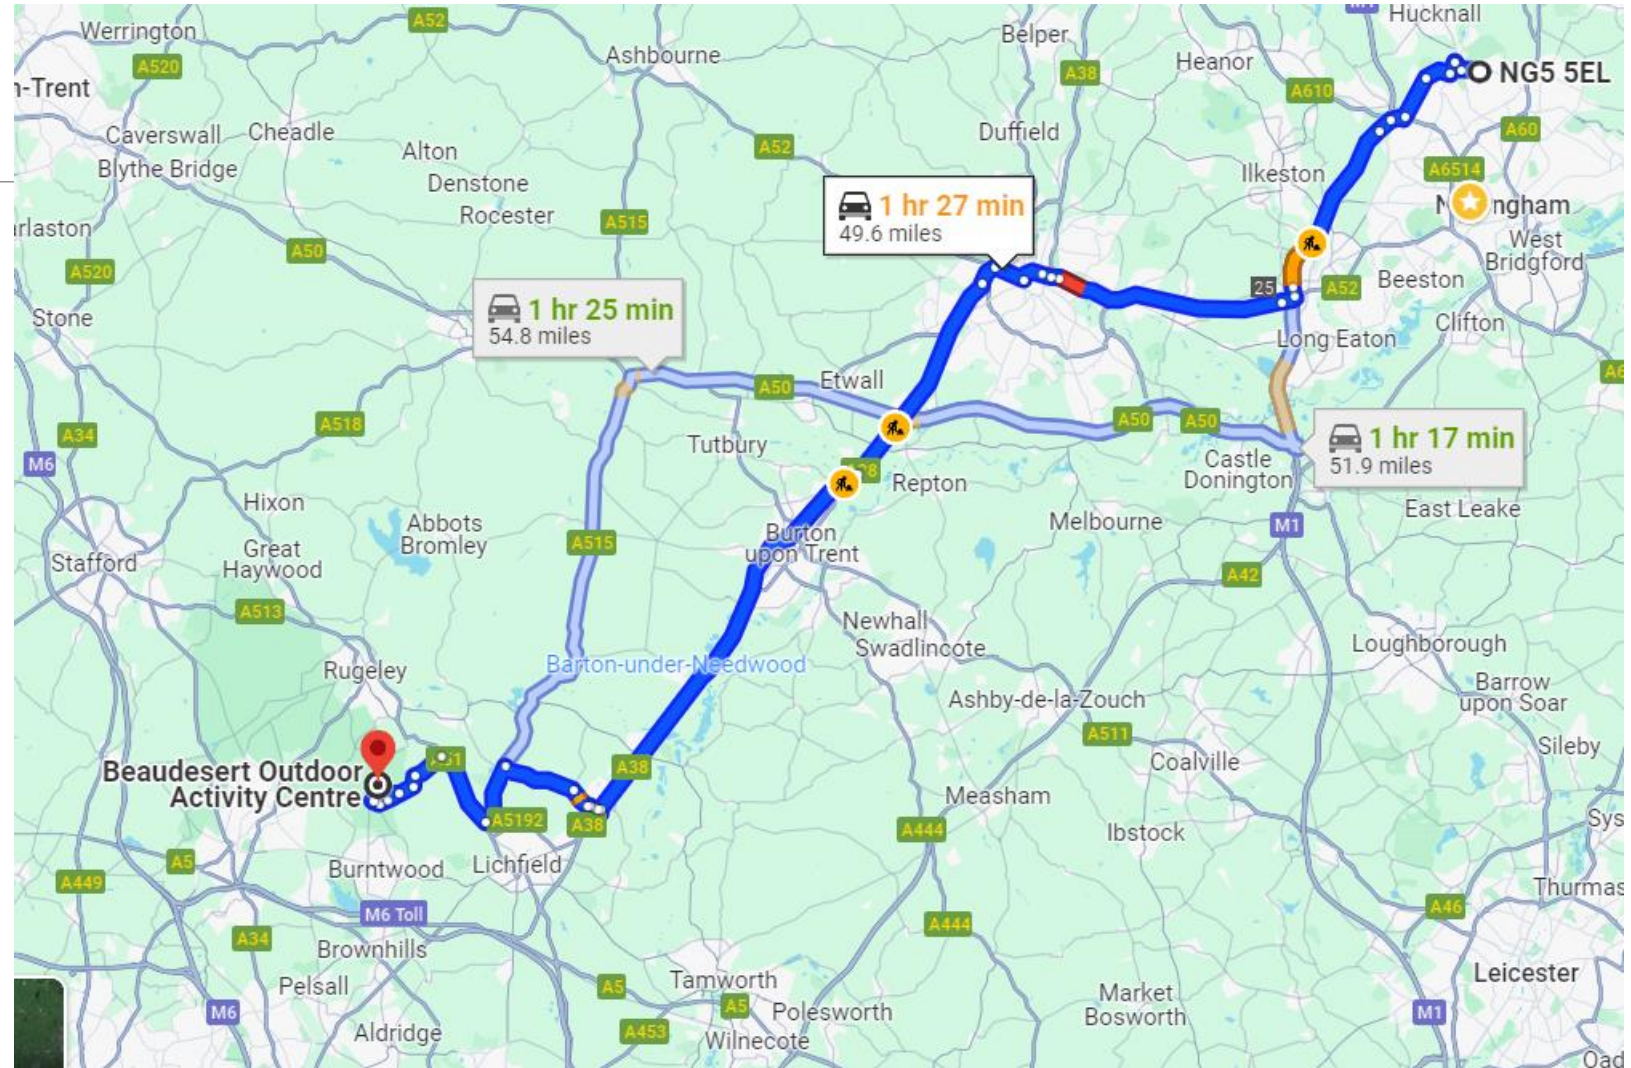 Werrington
A52
Hucknall
Belper
Ashbourne
A520
Heanor
A38
NG5 5EL
n-Trent
A610
Caverswall
Cheadle
Duffield
A60
Blythe Bridge
Alton
A52
Denstone
Ilkeston
A6514
Rocester
A515
1 hr 27 min
49.6 miles
arlaston
A50
West
Bridgford
A520
Beeston
25
A52
1 hr 25 min
54.8 miles
Stone
Clifton
Long Eaton
Etwall
A50
A518
A50
A50
A34
Tutbury
1 hr 17 min
51.9 miles
M6
Castle
Donington
Repton
Hixon
East Leake
Abbots
Bromley
Melbourne
M1
Burton
upon Trent
Great
Haywood
A515
Stafford
A42
A513
Newhall
Swadlincote
Loughborough
Barton-under-Needwood
Rugeley
Barrow
upon Soar
Ashby-de-la-Zouch
A511
Sileby
Coalville
A38
Beaudesert Outdoor
Activity Centre
Measham
A5192
A38
A444
Ibstock
Sys
A5
Burntwood
Lichfield
A449
Thurmas
M6 Toll
A46
A34
A444
Brownhills
Leicester
Tamworth
Pelsall
A5
A5
Market
Bosworth
M6
Polesworth
M1
Aldridge
A453
Wilnecote
Oad